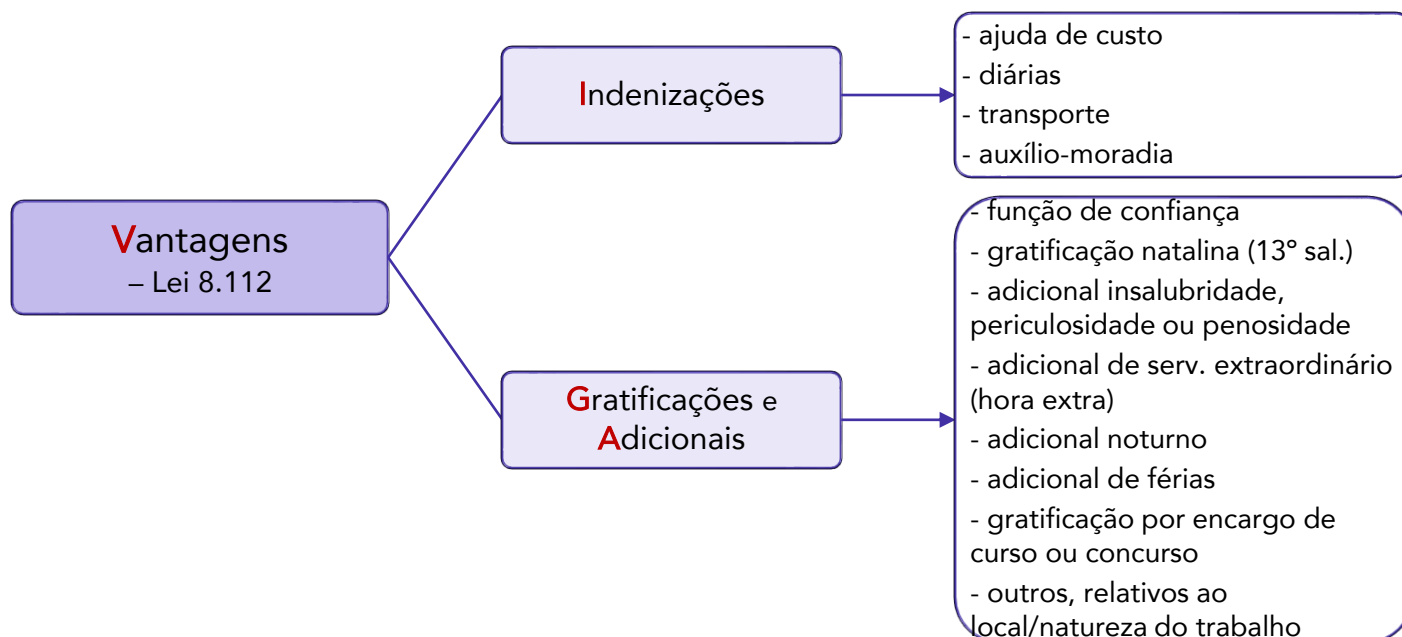 Vantagens
– Lei 8.112
Indenizações
- ajuda de custo
- diárias
- transporte
- auxílio-moradia
Gratificações e
Adicionais
- função de confiança
- gratificação natalina (13º sal.)
- adicional insalubridade,
periculosidade ou penosidade
- adicional de serv. extraordinário
(hora extra)
- adicional noturno
- adicional de férias
- gratificação por encargo de
curso ou concurso
- outros, relativos ao
local/natureza do trabalho